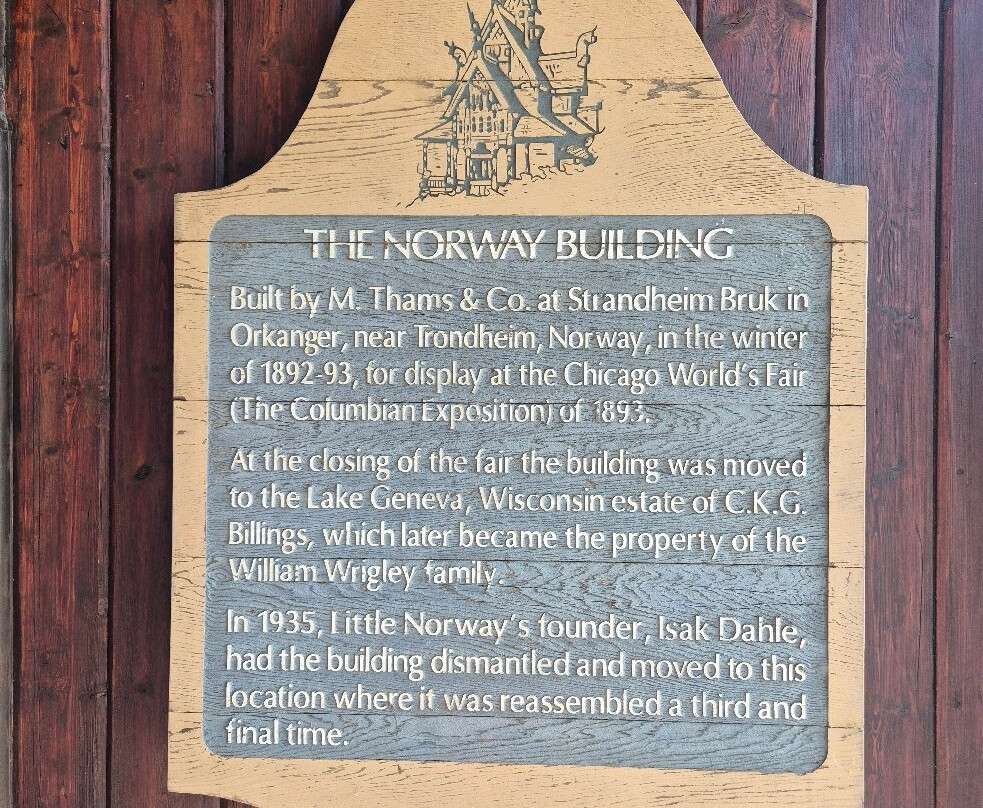 THE NORWAY BUILDING
Built by M. Thams & Co. at Strandheim Bruk in
Orkanger, near Trondheim, Norway, in the winter
of 1892-93, for display at the Chicago World's Fair
(The Columbian Exposition) of 1893.
At the closing of the fair the building was moved
to the Lake Geneva, Wisconsin estate of C.K.G.
Billings, which later became the property of the
William Wrigley family.
In 1935, Little Norway's founder, Isak Dahle,
had the building dismantled and moved to this
location where it was reassembled a third and
final time.